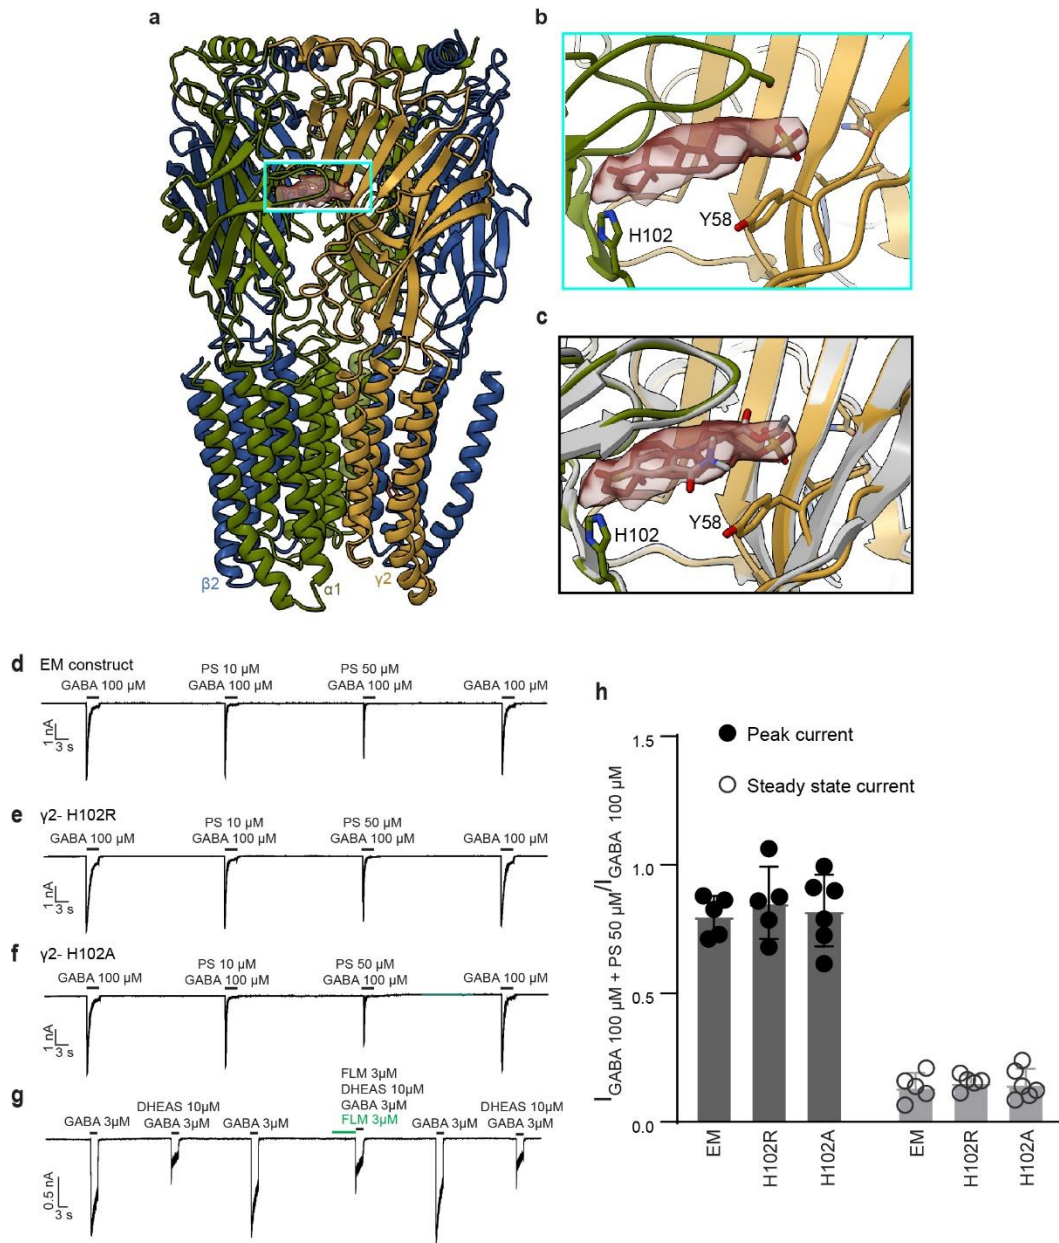 a
β2
α1
γ2
b
H102
Y58
c
H102
Y58
d
EM construct
PS 10 µM
PS 50 µM
GABA 100 µM
GABA 100 µM
GABA 100 µM
GABA 100 µM
1 nA
3 s
e
γ2- H102R
PS 10 µM
PS 50 µM
GABA 100 µM
GABA 100 µM
GABA 100 µM
GABA 100 µM
1 nA
3 s
f
γ2- H102A
PS 10 µM
PS 50 µM
GABA 100 µM
GABA 100 µM
GABA 100 µM
GABA 100 µM
1 nA
3 s
g
FLM 3µM
DHEAS 10µM
DHEAS 10µM
GABA 3µM
DHEAS 10µM
GABA 3µM
GABA 3µM
GABA 3µM
FLM 3µM
GABA 3µM
GABA 3µM
0.5 nA
3 s
h
Peak current
Steady state current
I GABA 100 µM + PS 50 µM/I GABA 100 µM
1.5
1.0
0.5
0.0
EM
H102R
H102A
EM
H102R
H102A